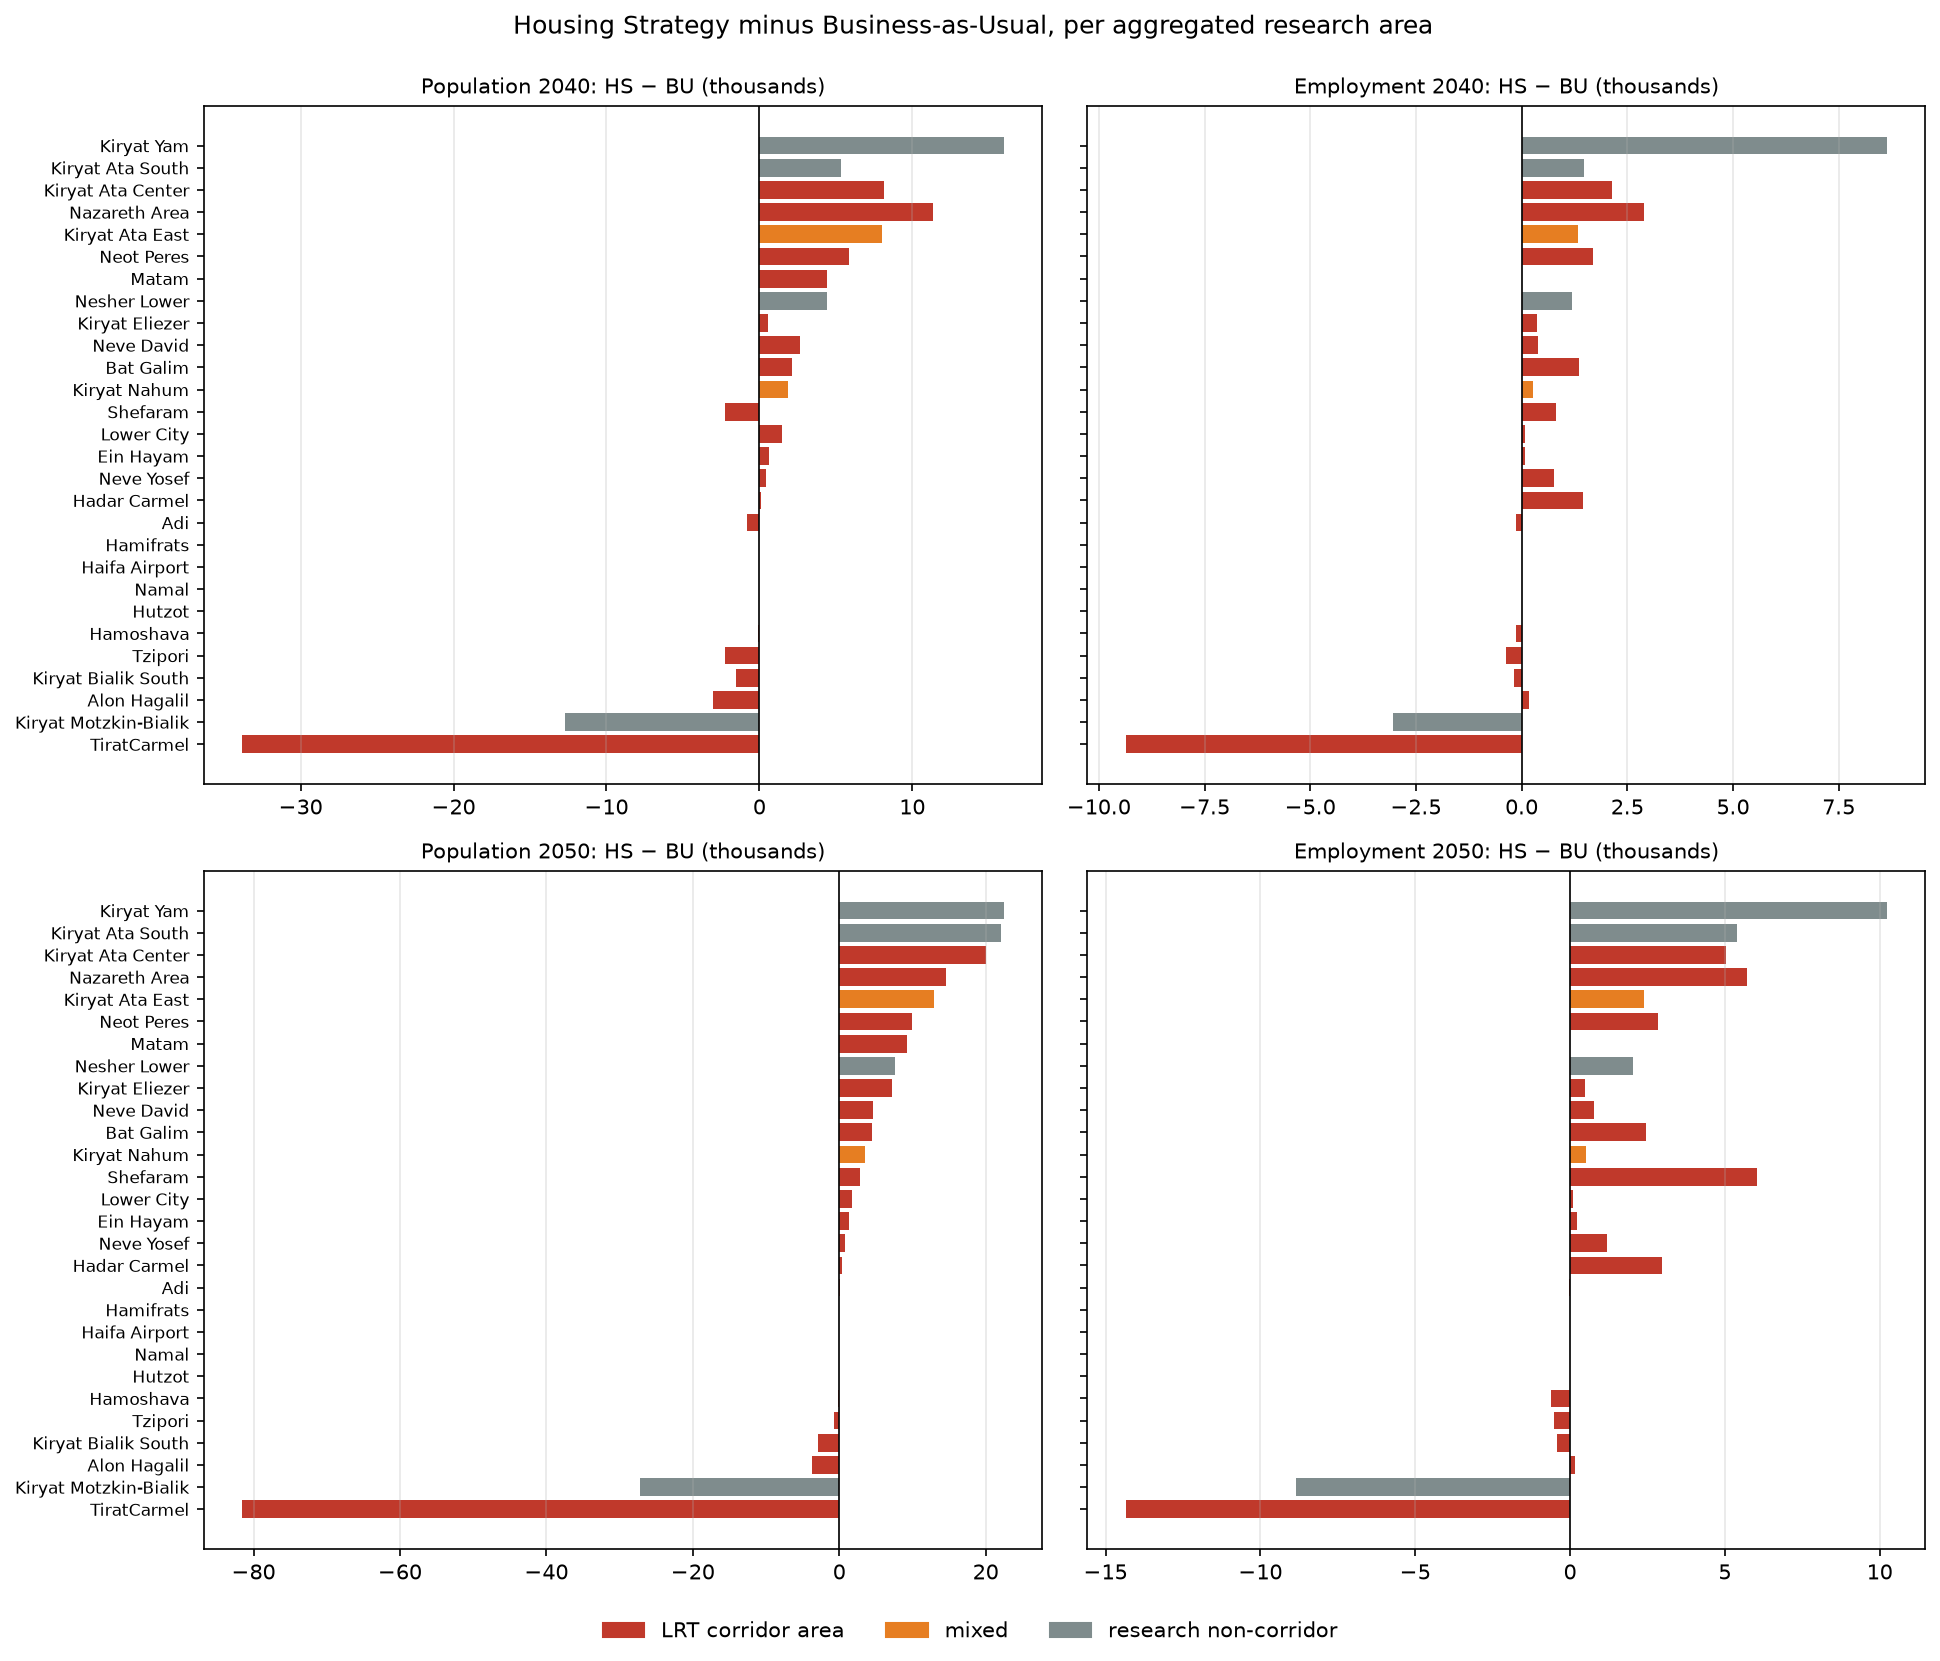 Housing Strategy minus Business-as-Usual, per aggregated research area
Population 2040: HS − BU (thousands)
Kiryat Yam
Kiryat Ata South
Kiryat Ata Center
Nazareth Area
Kiryat Ata East
Neot Peres
Matam
Nesher Lower
Kiryat Eliezer
Neve David
Bat Galim
Kiryat Nahum
Shefaram
Lower City
Ein Hayam
Neve Yosef
Hadar Carmel
Adi
Hamifrats
Haifa Airport
Namal
Hutzot
Hamoshava
Tzipori
Kiryat Bialik South
Alon Hagalil
Kiryat Motzkin-Bialik
TiratCarmel
−30 −20 −10 0 10
Employment 2040: HS − BU (thousands)
−10.0 −7.5 −5.0 −2.5 0.0 2.5 5.0 7.5
Population 2050: HS − BU (thousands)
Kiryat Yam
Kiryat Ata South
Kiryat Ata Center
Nazareth Area
Kiryat Ata East
Neot Peres
Matam
Nesher Lower
Kiryat Eliezer
Neve David
Bat Galim
Kiryat Nahum
Shefaram
Lower City
Ein Hayam
Neve Yosef
Hadar Carmel
Adi
Hamifrats
Haifa Airport
Namal
Hutzot
Hamoshava
Tzipori
Kiryat Bialik South
Alon Hagalil
Kiryat Motzkin-Bialik
TiratCarmel
−80 −60 −40 −20 0 20
Employment 2050: HS − BU (thousands)
−15 −10 −5 0 5 10
LRT corridor area mixed research non-corridor